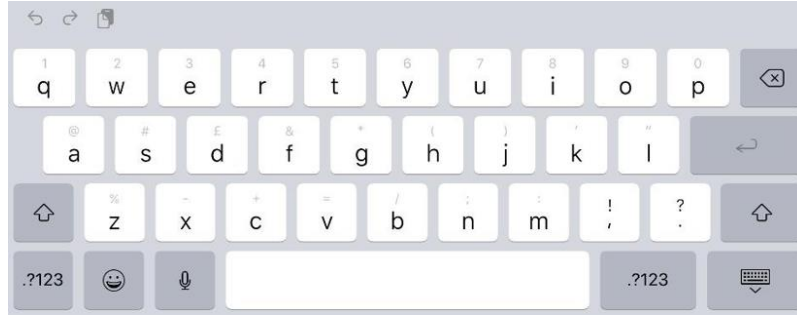 1 2 3 4 5 6 7 8 9 0
q w e r t y u i o p
@ # £ & * ( ) ' "
a s d f g h j k l
% - + = / ; : ! ?
z x c v b n m , .
.?123 .?123